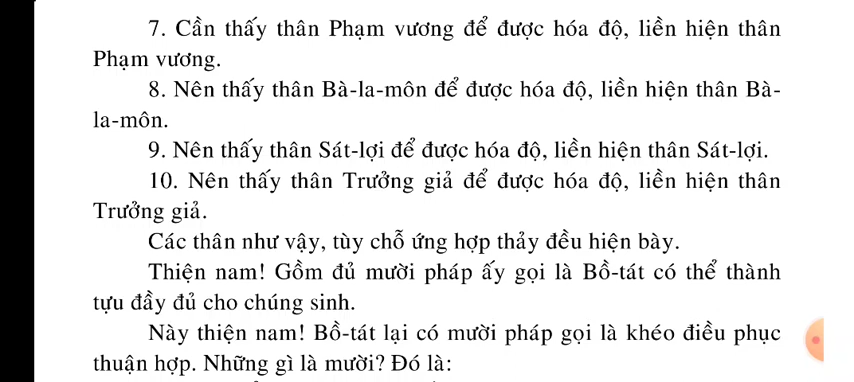 7. Cần thấy thân Phạm vương để được hóa độ, liền hiện thân
Phạm vương.
8. Nên thấy thân Bà-la-môn để được hóa độ, liền hiện thân Bà-
la-môn.
9. Nên thấy thân Sát-lợi để được hóa độ, liền hiện thân Sát-lợi.
10. Nên thấy thân Trưởng giả để được hóa độ, liền hiện thân
Trưởng giả.
Các thân như vậy, tùy chỗ ứng hợp thảy đều hiện bày.
Thiện nam! Gồm đủ mười pháp ấy gọi là Bồ-tát có thể thành
tựu đầy đủ cho chúng sinh.
Này thiện nam! Bồ-tát lại có mười pháp gọi là khéo điều phục
thuận hợp. Những gì là mười? Đó là: